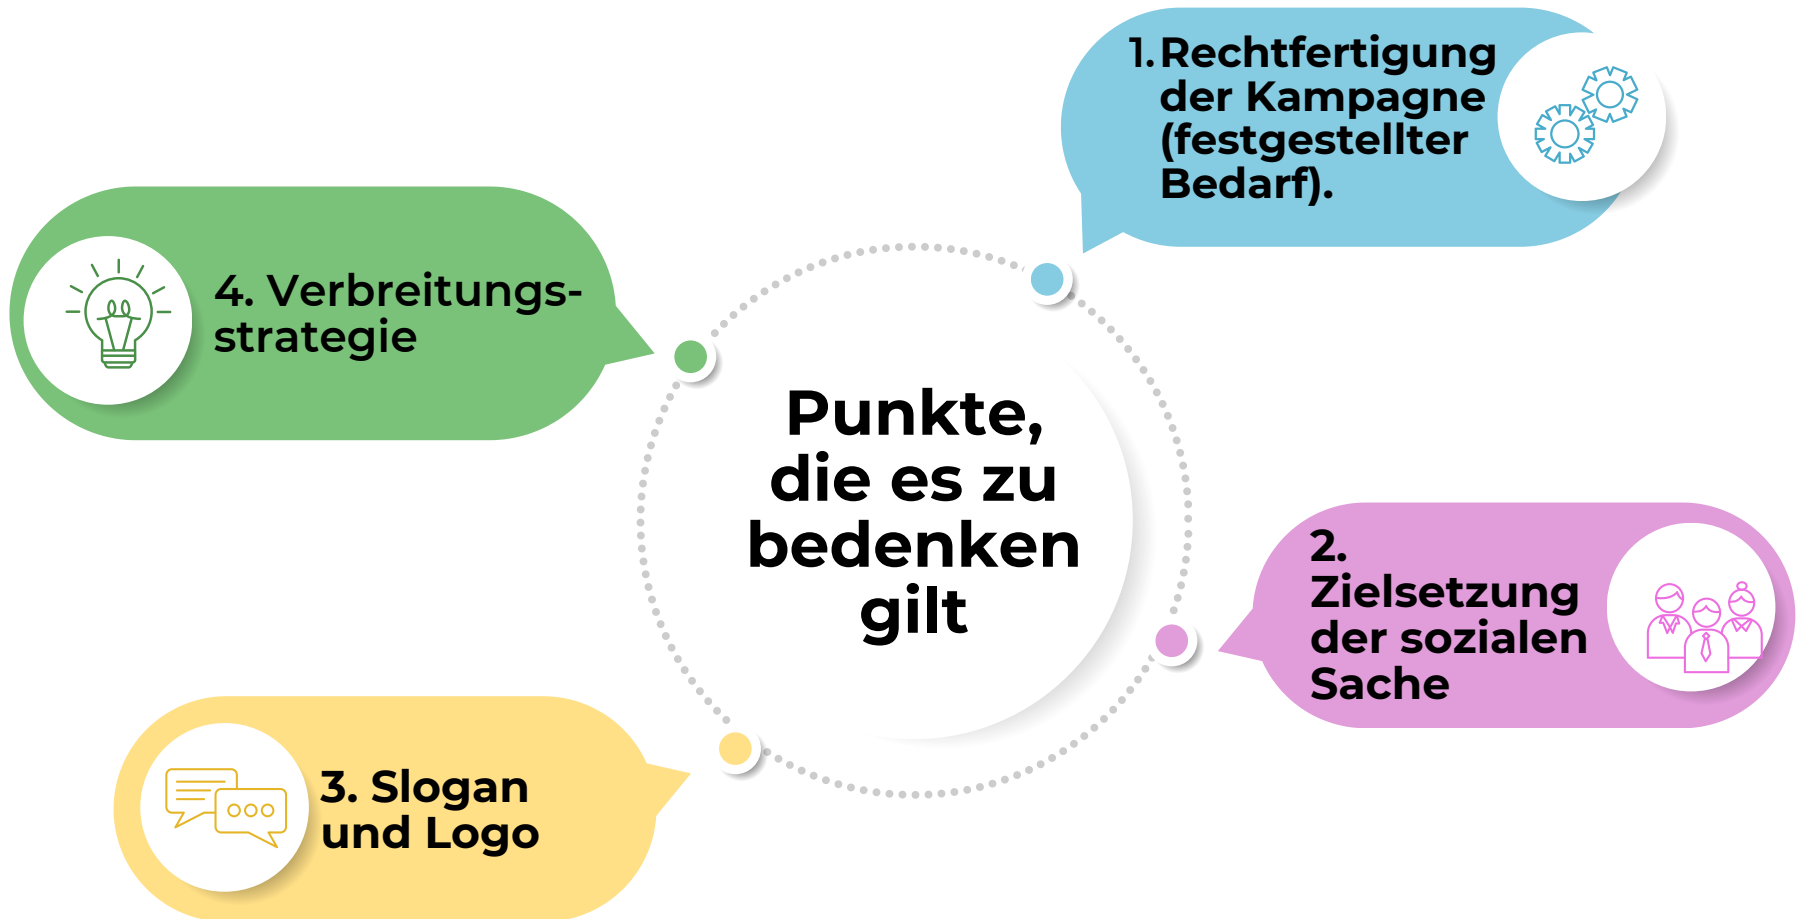 Punkte,
die es zu
bedenken
gilt
1. Rechtfertigung
der Kampagne
(festgestellter
Bedarf).
2.
Zielsetzung
der sozialen
Sache
3. Slogan
und Logo
4. Verbreitungs-
strategie